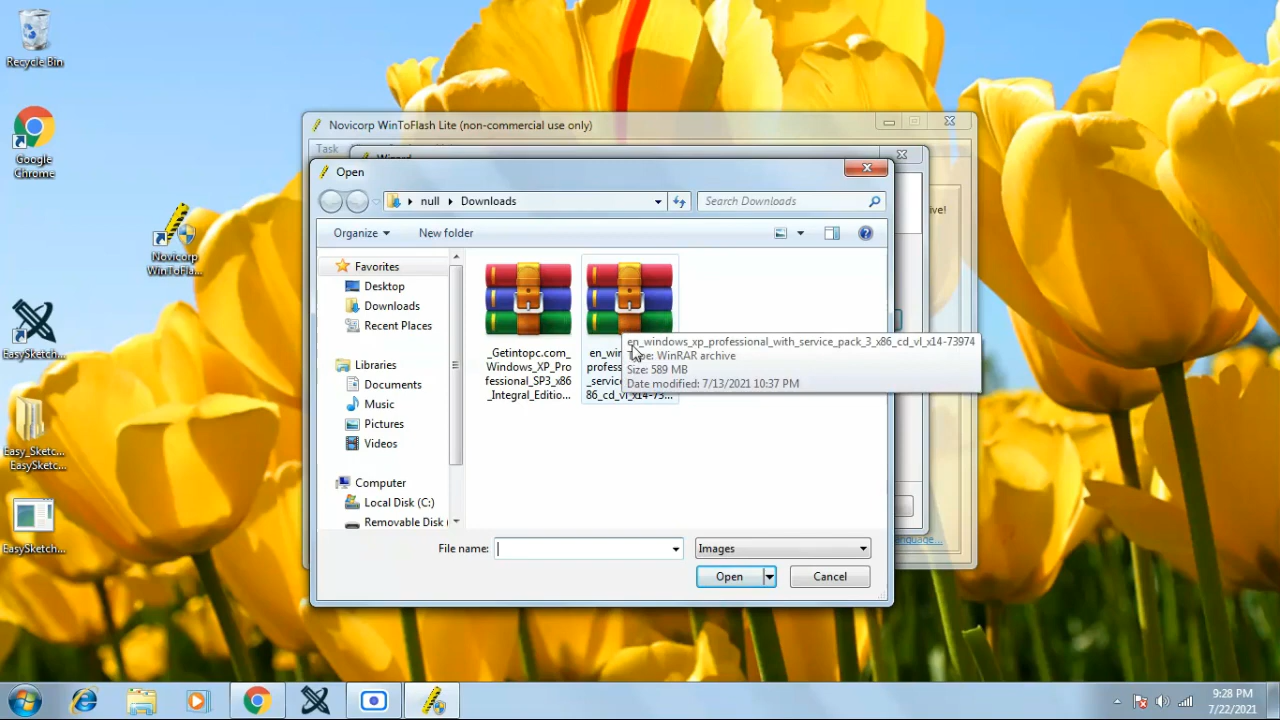 Recycle Bin
Google
Chrome
Novicorp
WinToFla...
EasySketch...
Easy_Sketc...
EasySketc...
EasySketch...
Novicorp WinToFlash Lite (non-commercial use only)
Task
Wizard
Open
null
Downloads
Search Downloads
Organize
New folder
Favorites
Desktop
Downloads
Recent Places
Libraries
Documents
Music
Pictures
Videos
Computer
Local Disk (C:)
Removable Disk
_Getintopc.com_
Windows_XP_Pro
fessional_SP3_x86
_Integral_Editio...
en_win
profes
_servic
86_cd_vl_x14-73...
en_windows_xp_professional_with_service_pack_3_x86_cd_vl_x14-73974
Type: WinRAR archive
Size: 589 MB
Date modified: 7/13/2021 10:37 PM
ive!
File name:
Images
anguage...
Open
Cancel
9:28 PM
7/22/2021